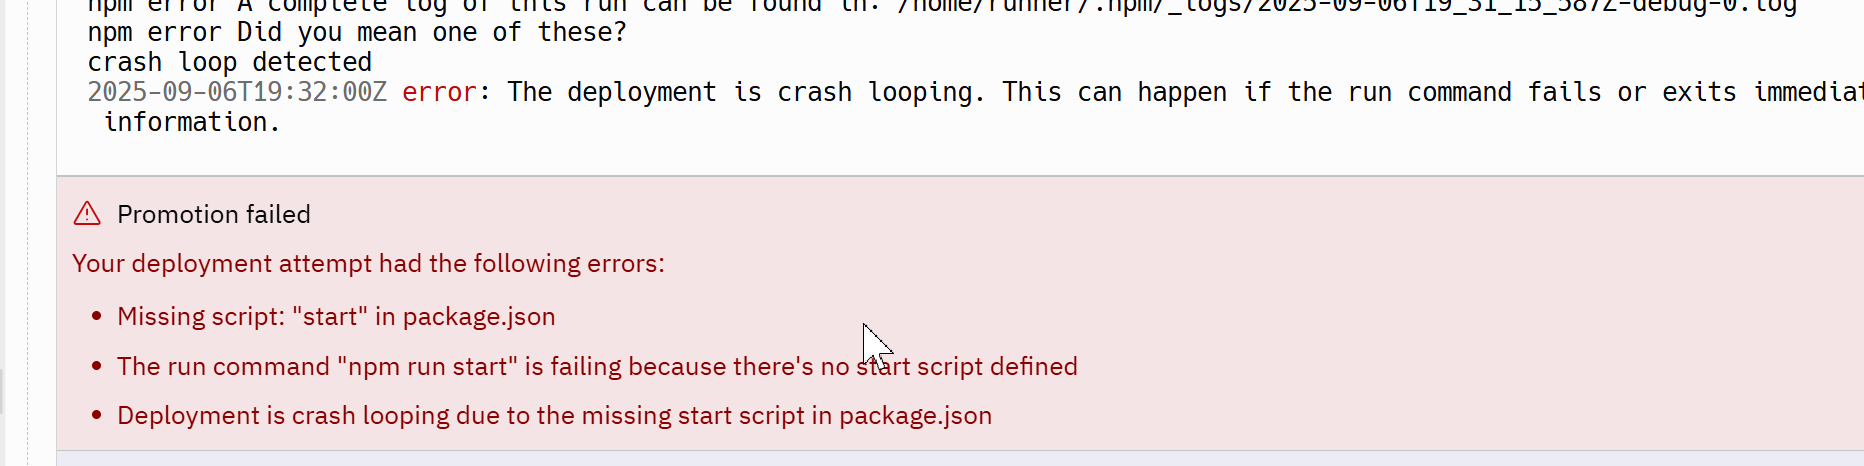 npm error A complete log of this run can be found in: /home/runner/.npm/_logs/2025-09-06T19_31_15_587Z-debug-0.log
npm error Did you mean one of these?
crash loop detected
2025-09-06T19:32:00Z error: The deployment is crash looping. This can happen if the run command fails or exits immediat
information.
Promotion failed
Your deployment attempt had the following errors:
• Missing script: "start" in package.json
• The run command "npm run start" is failing because there's no start script defined
• Deployment is crash looping due to the missing start script in package.json